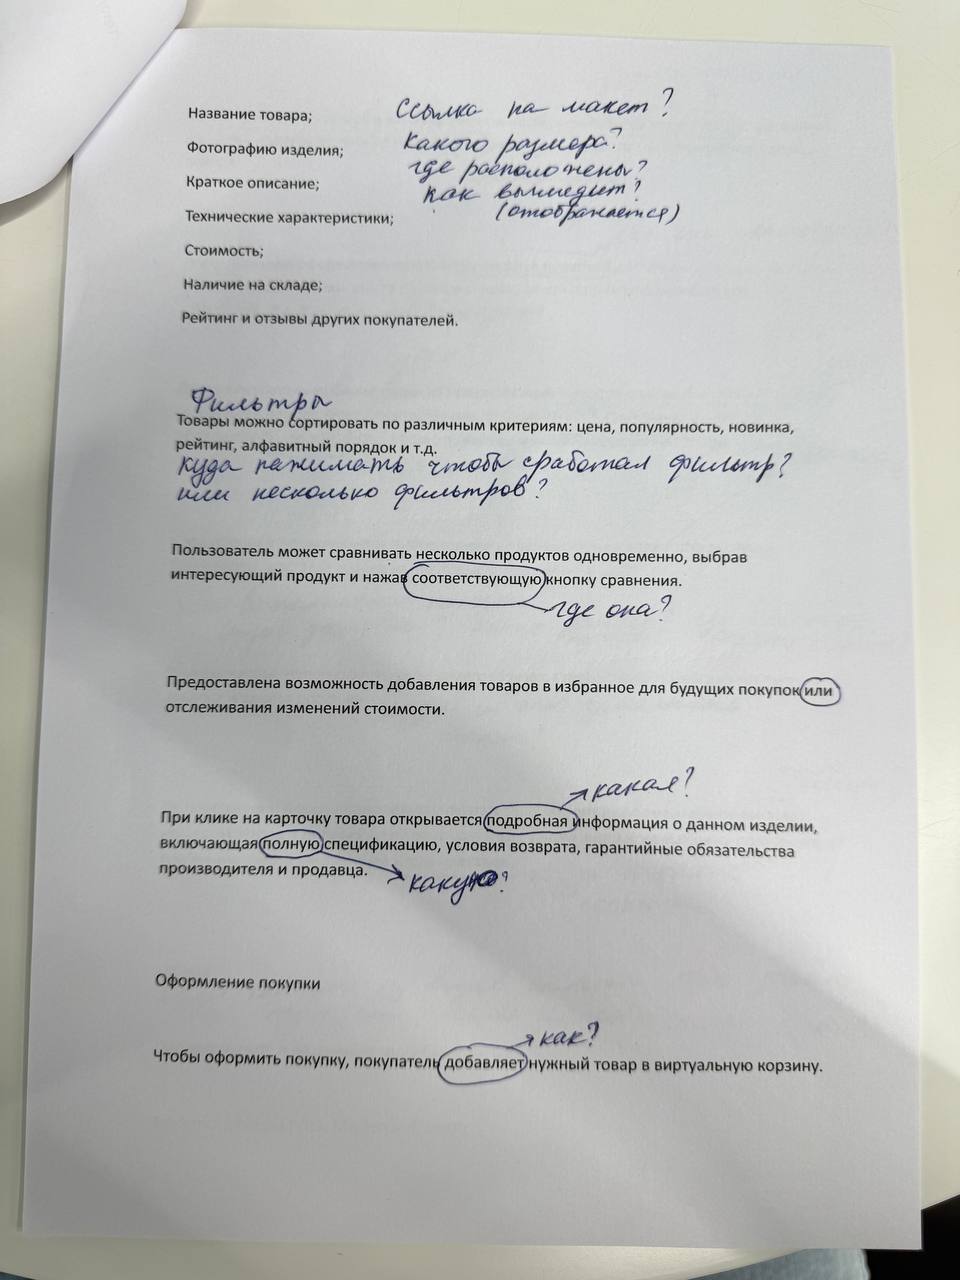 Название товара; Ссылка на макет?
Фотографию изделия; Какого размера?
где расположены?
Краткое описание; Как выглядит?
Технические характеристики; (отображается)
Стоимость;
Наличие на складе;
Рейтинг и отзывы других покупателей.
Фильтры
Товары можно сортировать по различным критериям: цена, популярность, новинка,
рейтинг, алфавитный порядок и т.д.
куда нажимать чтобы сработал фильтр?
или несколько фильтров?
Пользователь может сравнивать несколько продуктов одновременно, выбрав
интересующий продукт и нажав соответствующую кнопку сравнения.
где она?
Предоставлена возможность добавления товаров в избранное для будущих покупок или
отслеживания изменений стоимости.
какая?
При клике на карточку товара открывается подробная информация о данном изделии,
включающая полную спецификацию, условия возврата, гарантийные обязательства
производителя и продавца.
какую?
Оформление покупки
как?
Чтобы оформить покупку, покупатель добавляет нужный товар в виртуальную корзину.